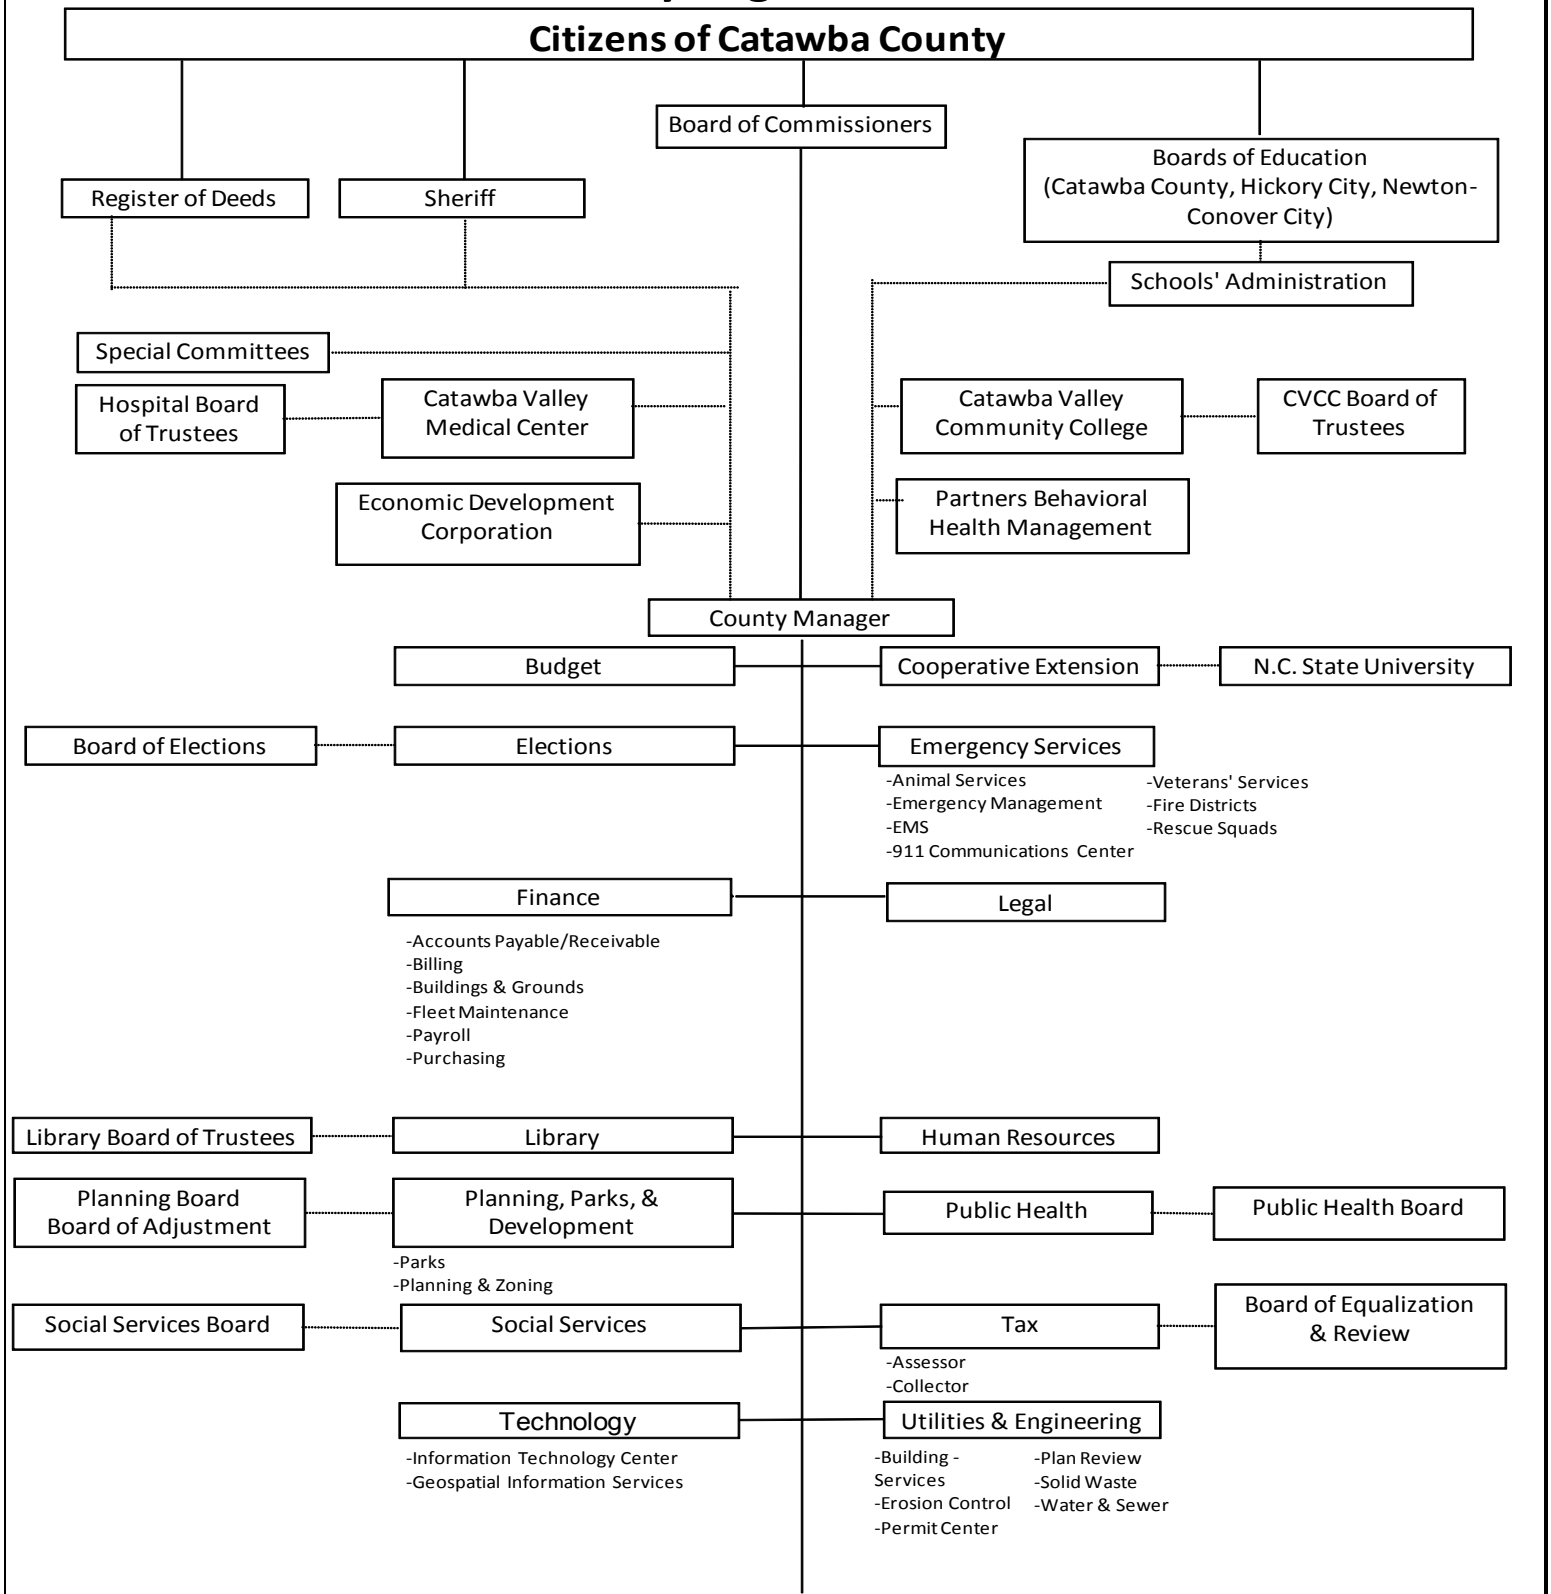 Citizens of Catawba County
Board of Commissioners
Boards of Education
(Catawba County, Hickory City, Newton-
Conover City)
Register of Deeds
Sheriff
Schools' Administration
Special Committees
Hospital Board
of Trustees
Catawba Valley
Medical Center
Catawba Valley
Community College
CVCC Board of
Trustees
Economic Development
Corporation
Partners Behavioral
Health Management
County Manager
Budget
Cooperative Extension
N.C. State University
Board of Elections
Elections
Emergency Services
-Animal Services
-Emergency Management
-EMS
-911 Communications Center
-Veterans' Services
-Fire Districts
-Rescue Squads
Finance
Legal
-Accounts Payable/Receivable
-Billing
-Buildings & Grounds
-Fleet Maintenance
-Payroll
-Purchasing
Library Board of Trustees
Library
Human Resources
Planning Board
Board of Adjustment
Planning, Parks, &
Development
Public Health
Public Health Board
-Parks
-Planning & Zoning
Social Services Board
Social Services
Tax
Board of Equalization
& Review
-Assessor
-Collector
Technology
Utilities & Engineering
-Information Technology Center
-Geospatial Information Services
-Building -
Services
-Erosion Control
-Permit Center
-Plan Review
-Solid Waste
-Water & Sewer